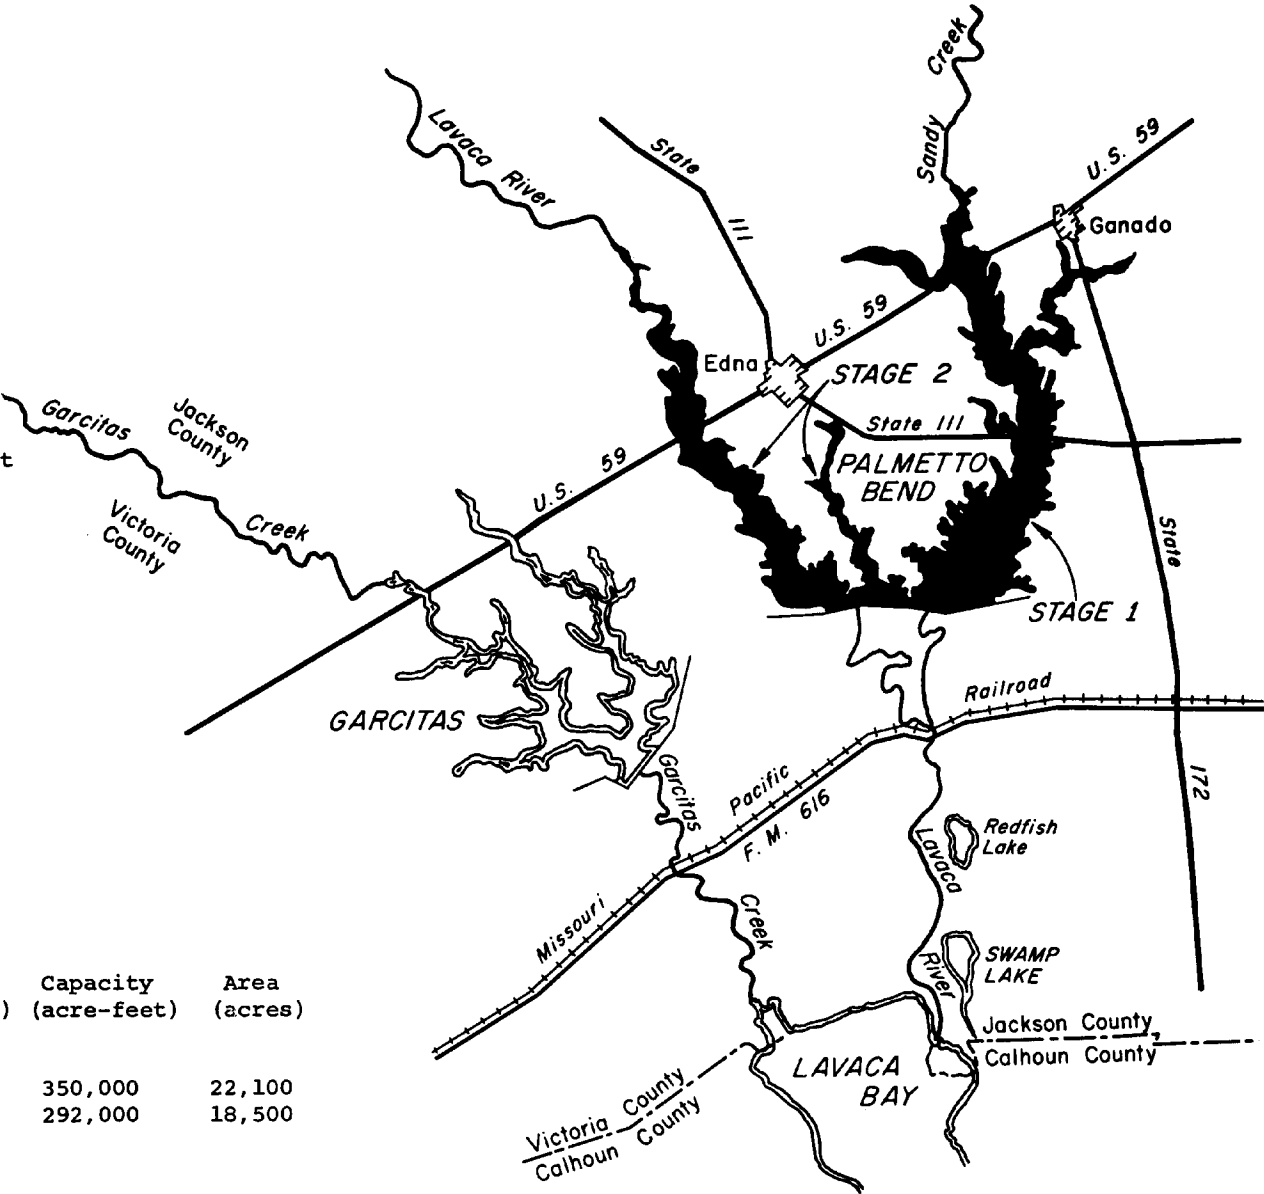 Creek
Sandy
Lavaca River
State
111
U.S. 59
Ganado
U.S. 59
Edna
STAGE 2
State 111
Garcitas
Jackson
County
t
U.S. 59
PALMETTO
BEND
Victoria
County
Creek
State
STAGE 1
GARCITAS
Railroad
Garcitas
Pacific
F. M. 616
172
Redfish
Lake
Lavaca
Missouri
Creek
River
SWAMP
LAKE
Capacity Area
) (acre-feet) (acres)
Jackson County
Calhoun County
LAVACA
BAY
350,000 22,100
292,000 18,500
Victoria County
Calhoun County